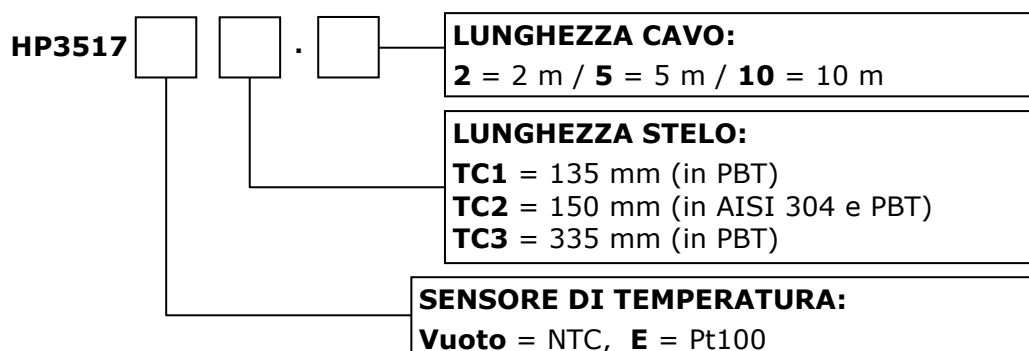 HP3517 .
LUNGHEZZA CAVO:
2 = 2 m / 5 = 5 m / 10 = 10 m
LUNGHEZZA STELO:
TC1 = 135 mm (in PBT)
TC2 = 150 mm (in AISI 304 e PBT)
TC3 = 335 mm (in PBT)
SENSORE DI TEMPERATURA:
Vuoto = NTC, E = Pt100